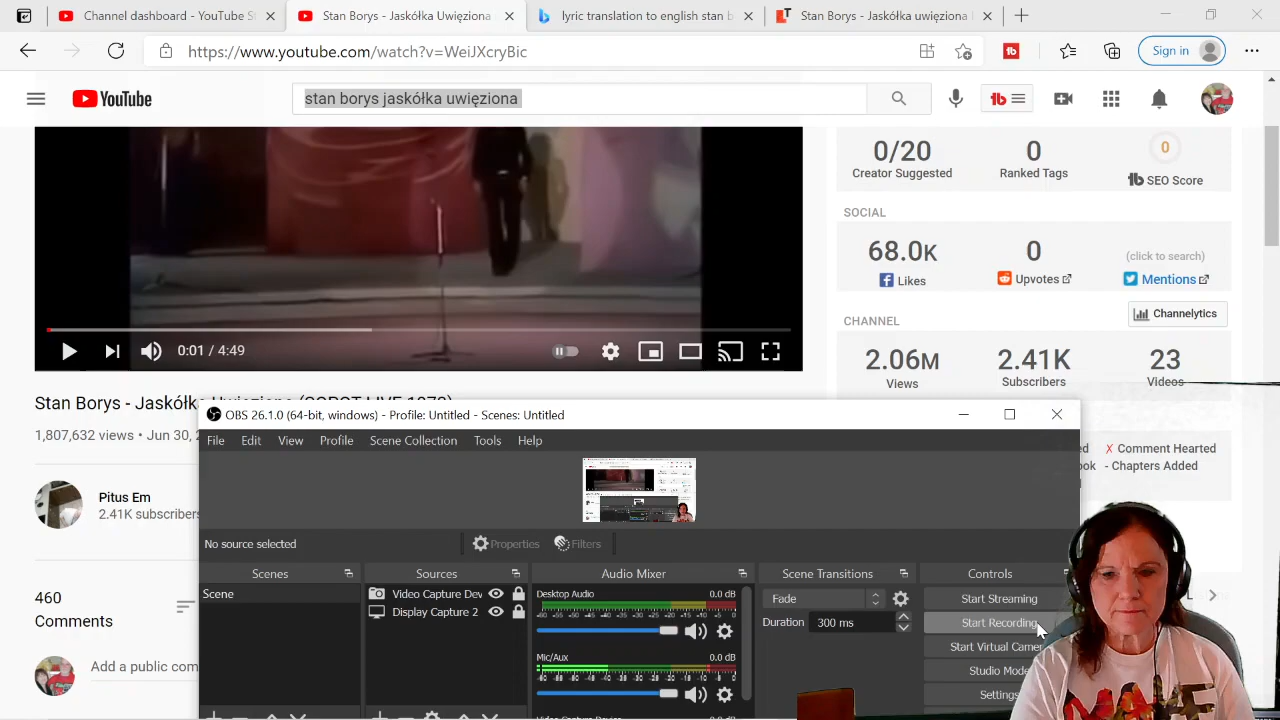 Channel dashboard - YouTube S
Stan Borys - Jaskółka Uwięziona
lyric translation to english stan b
Stan Borys - Jaskółka uwięziona
https://www.youtube.com/watch?v=WeiJXcryBic
Sign in
YouTube
stan borys jaskółka uwięziona
tb
0/20
Creator Suggested
0
Ranked Tags
0
tb SEO Score
SOCIAL
68.0K
Likes
0
Upvotes
(click to search)
Mentions
CHANNEL
Channelytics
2.06M
Views
2.41K
Subscribers
23
Videos
0:01 / 4:49
Stan Borys - Jaskółka
1,807,632 views • Jun 30,
X Comment Hearted
- Chapters Added
Pitus Em
2.41K subscribers
460
Comments
Add a public com
OBS 26.1.0 (64-bit, windows) - Profile: Untitled - Scenes: Untitled
File Edit View Profile Scene Collection Tools Help
No source selected
Properties
Filters
Scenes
Sources
Audio Mixer
Scene Transitions
Controls
Scene
Video Capture Dev
Display Capture 2
Desktop Audio 0.0 dB
Mic/Aux 0.0 dB
Fade
Duration 300 ms
Start Streaming
Start Recording
Start Virtual Camer
Studio Mode
Settings